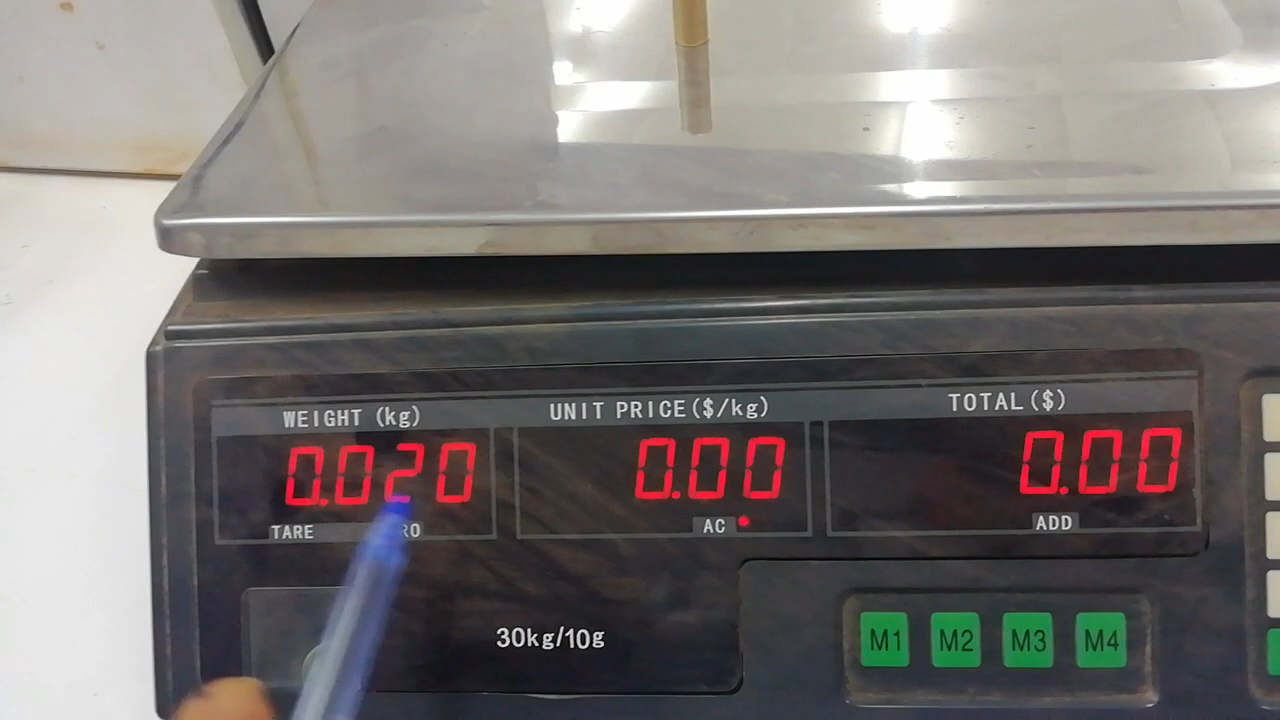 WEIGHT (kg) UNIT PRICE($/kg) TOTAL($)
0.020 0.00 0.00
TARE RO AC ADD
30kg/10g
M1 M2 M3 M4